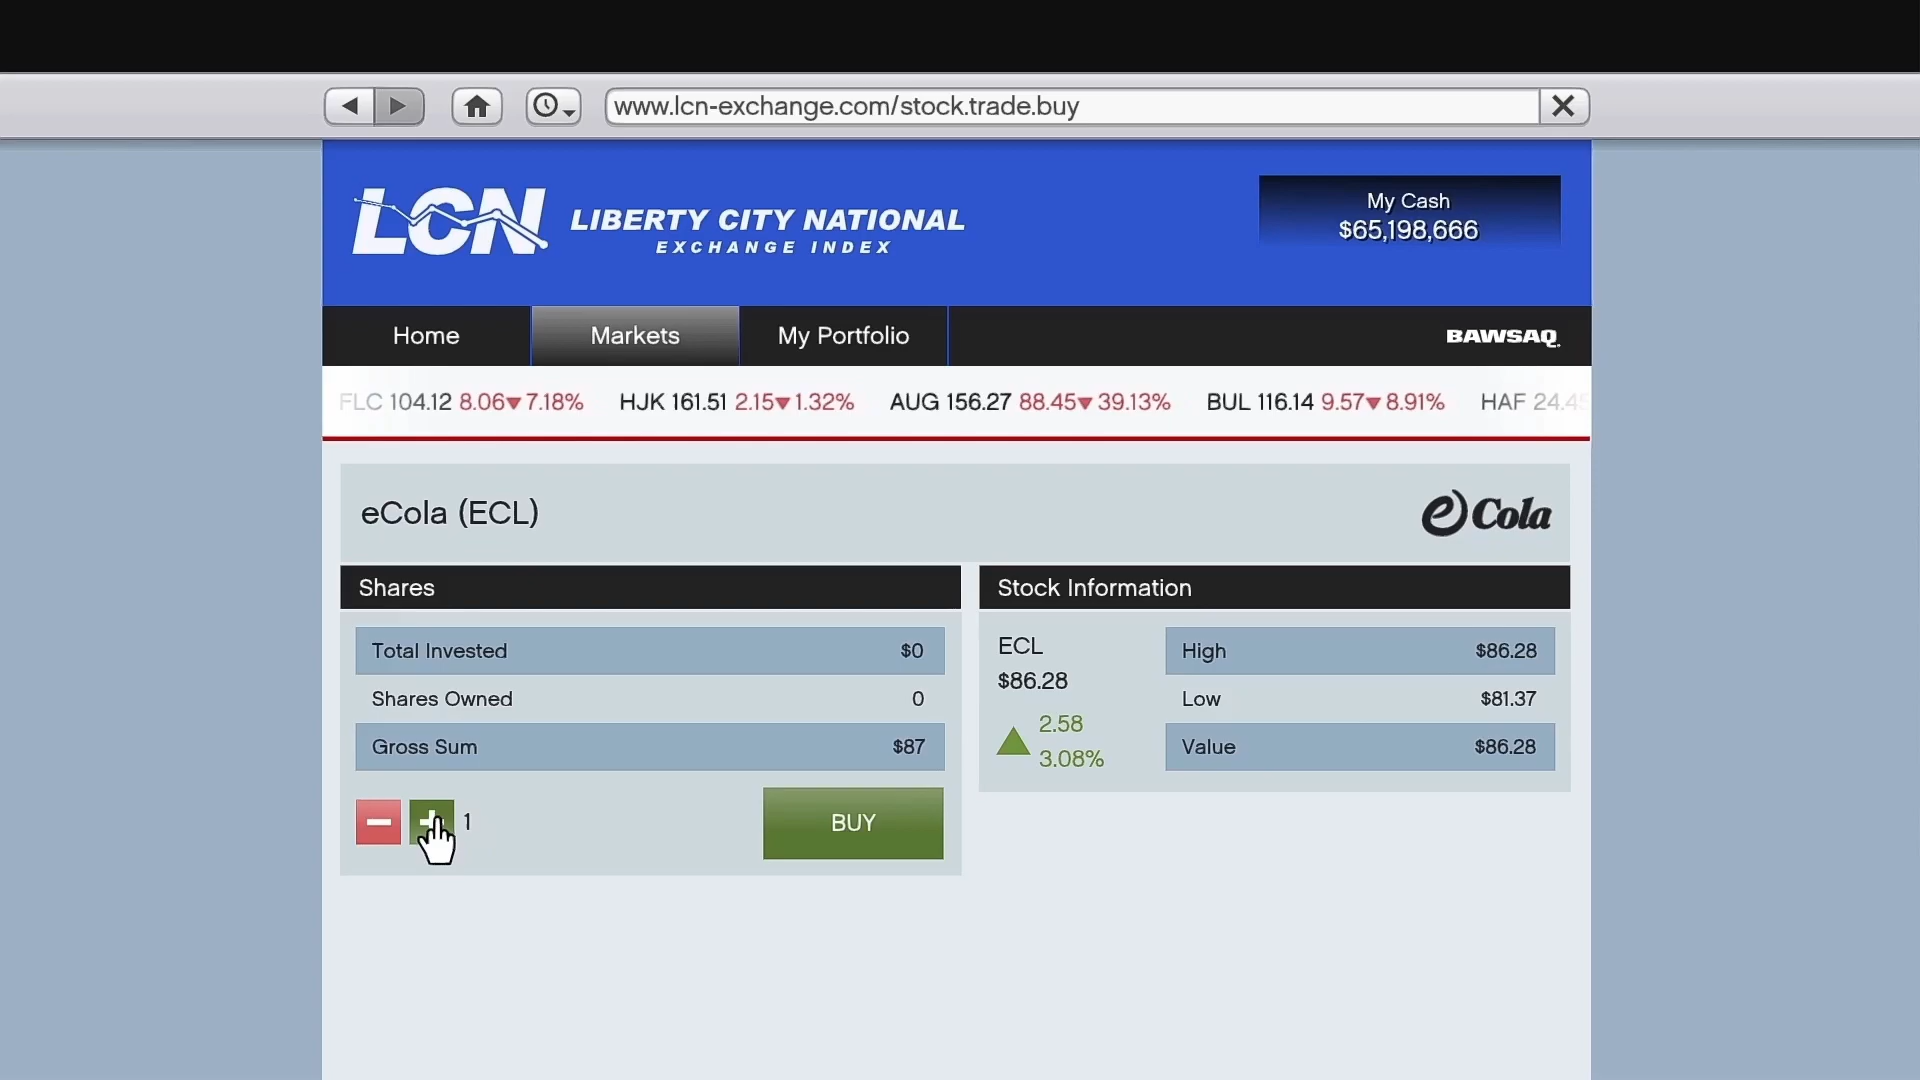 www.lcn-exchange.com/stock.trade.buy
LCN LIBERTY CITY NATIONAL
EXCHANGE INDEX
My Cash
$65,198,666
Home Markets My Portfolio BAWSAQ.
FLC 104.12 8.06▼7.18% HJK 161.51 2.15▼1.32% AUG 156.27 88.45▼39.13% BUL 116.14 9.57▼8.91% HAF 24.45
eCola (ECL) eCola
Shares
Total Invested $0
Shares Owned 0
Gross Sum $87
1 BUY
Stock Information
ECL
$86.28
2.58
3.08%
High $86.28
Low $81.37
Value $86.28